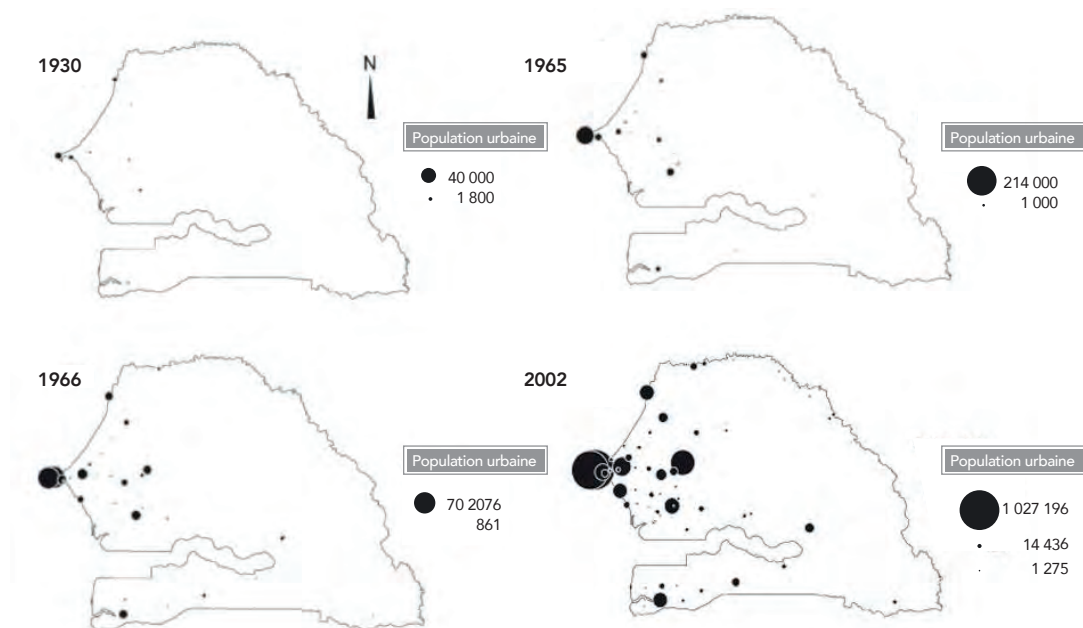 1930
N
Population urbaine
40 000
1 800
1965
Population urbaine
214 000
1 000
1966
Population urbaine
70 2076
861
2002
Population urbaine
1 027 196
14 436
1 275